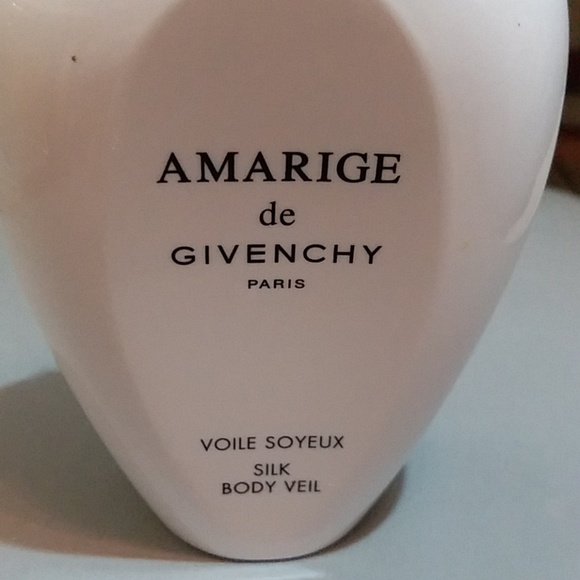 AMARIGE
de
GIVENCHY
PARIS
VOILE SOYEUX
SILK
BODY VEIL